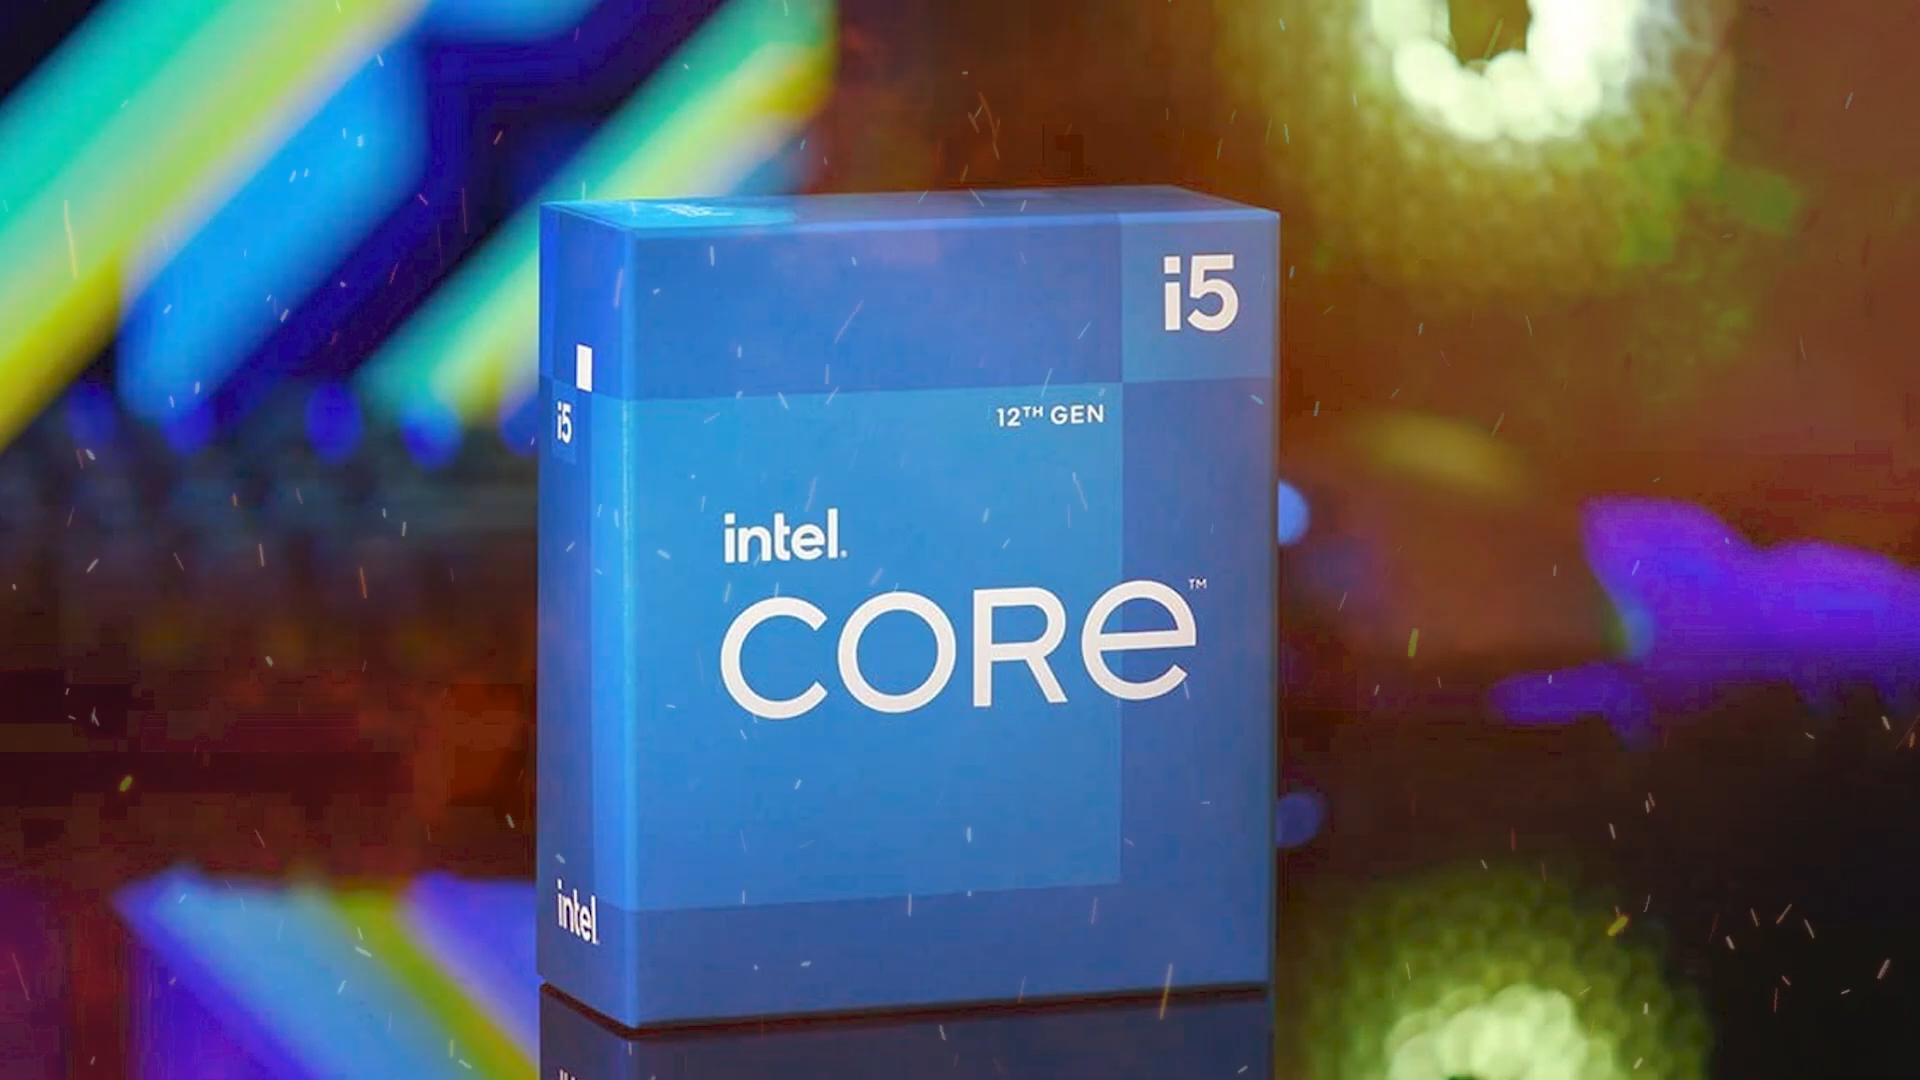 i5
12TH GEN
intel.
CORE™
i5
intel